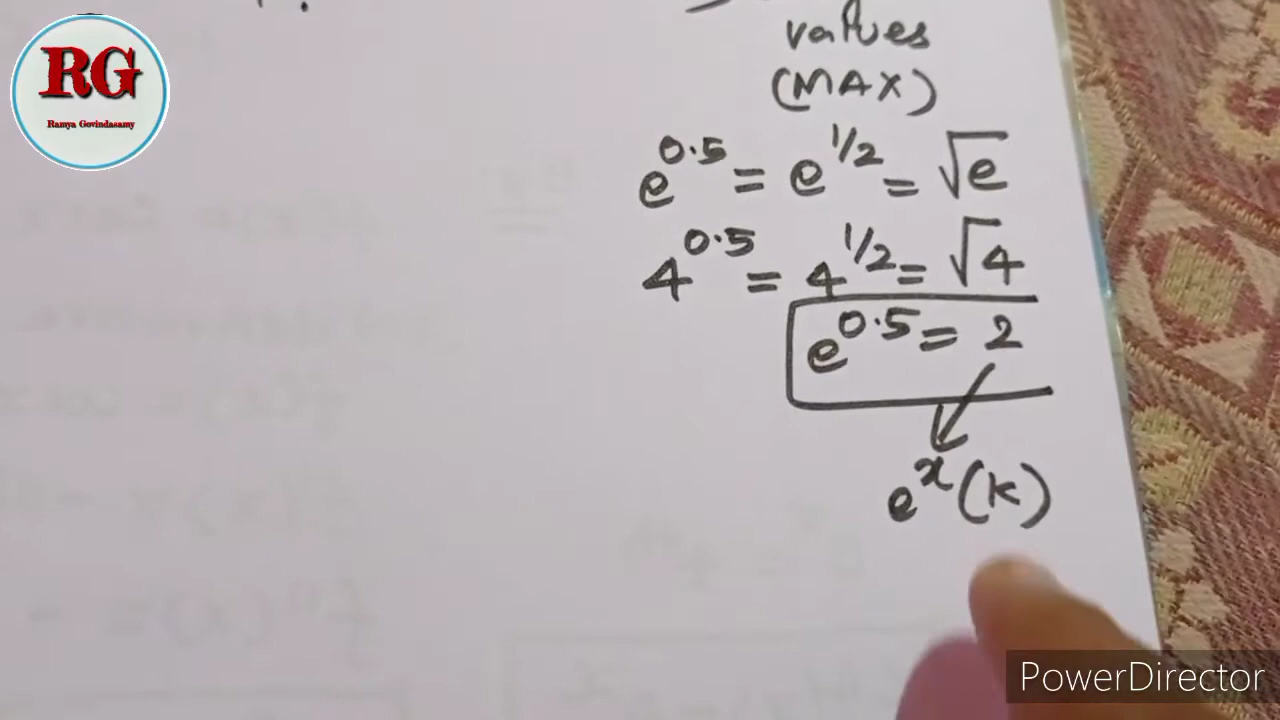 RG
Ramya Govindasamy
values
(MAX)
e^0.5 = e^1/2 = √e
4^0.5 = 4^1/2 = √4
e^0.5 = 2
e^x (k)
PowerDirector